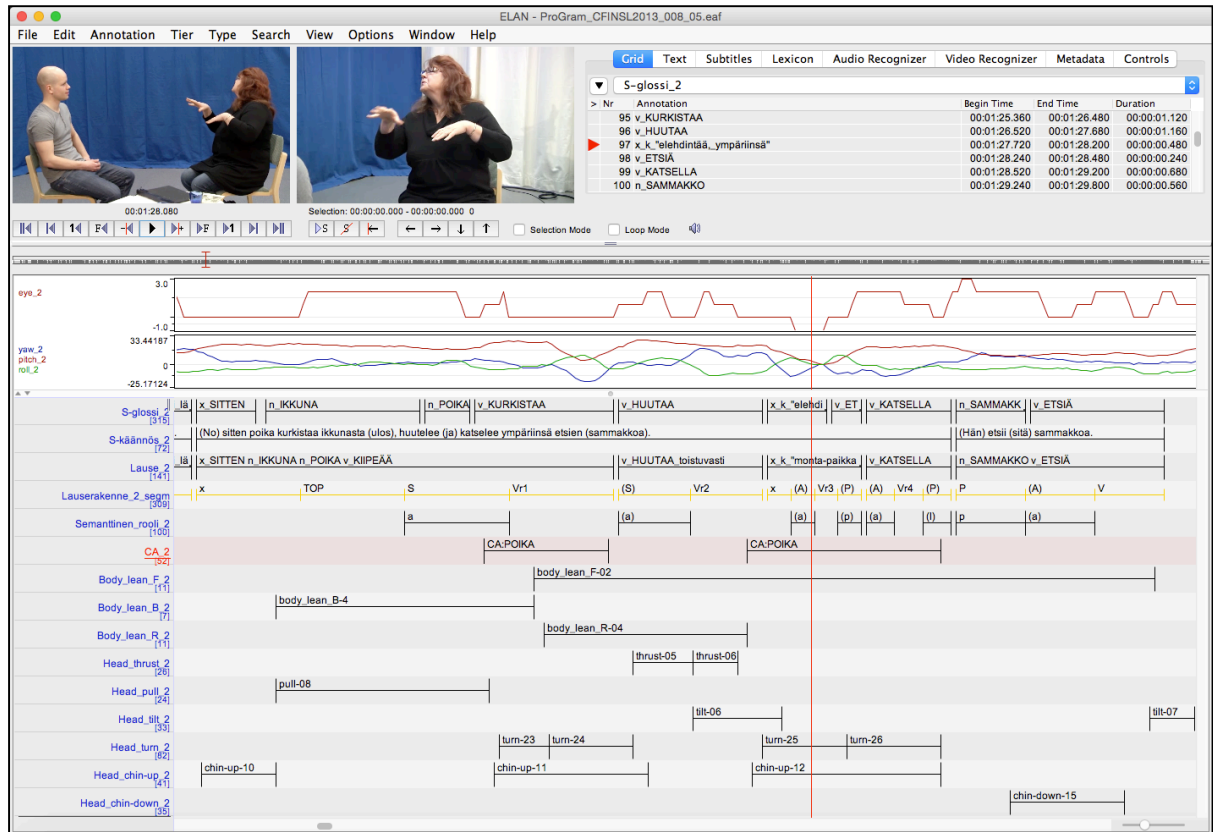 ELAN - ProGram_CFINSL2013_008_05.eaf
File Edit Annotation Tier Type Search View Options Window Help
Grid Text Subtitles Lexicon Audio Recognizer Video Recognizer Metadata Controls
S-glossi_2
> Nr Annotation Begin Time End Time Duration
95 v_KURKISTAA 00:01:25.360 00:01:26.480 00:00:01.120
96 v_HUUTAA 00:01:26.520 00:01:27.680 00:00:01.160
97 x_k_"elehdintää,_ympäriinsä" 00:01:27.720 00:01:28.200 00:00:00.480
98 v_ETSIÄ 00:01:28.240 00:01:28.480 00:00:00.240
99 v_KATSELLA 00:01:28.520 00:01:29.200 00:00:00.680
100 n_SAMMAKKO 00:01:29.240 00:01:29.800 00:00:00.560
00:01:28.080 Selection: 00:00:00.000 - 00:00:00.000 0
Selection Mode Loop Mode
eye_2 3.0
-1.0
yaw_2 33.44187
pitch_2
roll_2 0
-25.17124
S-glossi_2 _lä x_SITTEN n_IKKUNA n_POIKA v_KURKISTAA v_HUUTAA x_k_"elehdi v_ET v_KATSELLA n_SAMMAKK v_ETSIÄ
[315]
S-käännös_2 (No) sitten poika kurkistaa ikkunasta (ulos), huutelee (ja) katselee ympäriinsä etsien (sammakkoa). (Hän) etsii (sitä) sammakoa.
[72]
Lause_2 _lä x_SITTEN n_IKKUNA n_POIKA v_KIIPEÄÄ v_HUUTAA_toistuvasti x_k_"monta-paikka v_KATSELLA n_SAMMAKKO v_ETSIÄ
[141]
Lauserakenne_2_segm x TOP S Vr1 (S) Vr2 x (A) Vr3 (P) (A) Vr4 (P) P (A) V
[309]
Semanttinen_rooli_2 a (a) (a) (p) (a) (l) p (a)
[100]
CA_2 CA:POIKA CA:POIKA
[52]
Body_lean_F_2 body_lean_F-02
[11]
Body_lean_B_2 body_lean_B-4
[7]
Body_lean_R_2 body_lean_R-04
[11]
Head_thrust_2 thrust-05 thrust-06
[26]
Head_pull_2 pull-08
[24]
Head_tilt_2 tilt-06 tilt-07
[33]
Head_turn_2 turn-23 turn-24 turn-25 turn-26
[62]
Head_chin-up_2 chin-up-10 chin-up-11 chin-up-12
[41]
Head_chin-down_2 chin-down-15
[35]